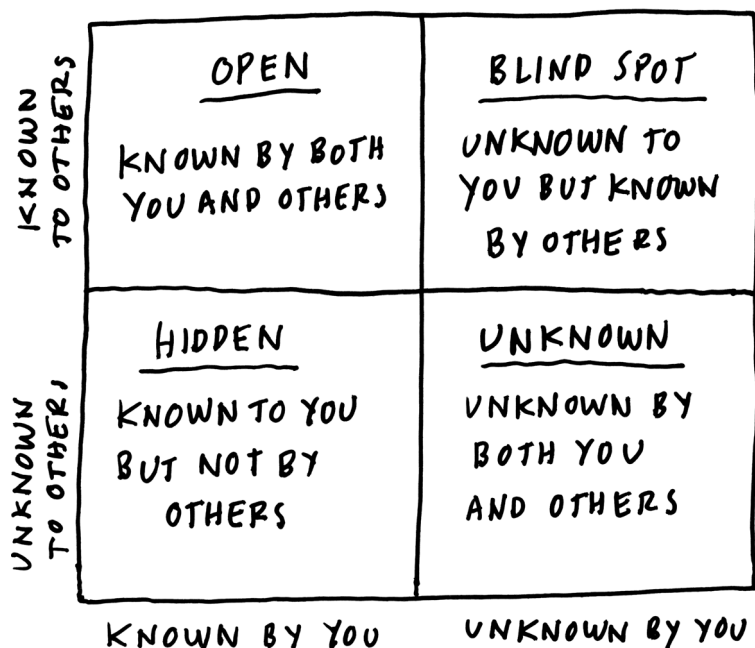 KNOWN
TO OTHERS
OPEN
KNOWN BY BOTH
YOU AND OTHERS
BLIND SPOT
UNKNOWN TO
YOU BUT KNOWN
BY OTHERS
UNKNOWN
TO OTHERS
HIDDEN
KNOWN TO YOU
BUT NOT BY
OTHERS
UNKNOWN
UNKNOWN BY
BOTH YOU
AND OTHERS
KNOWN BY YOU
UNKNOWN BY YOU